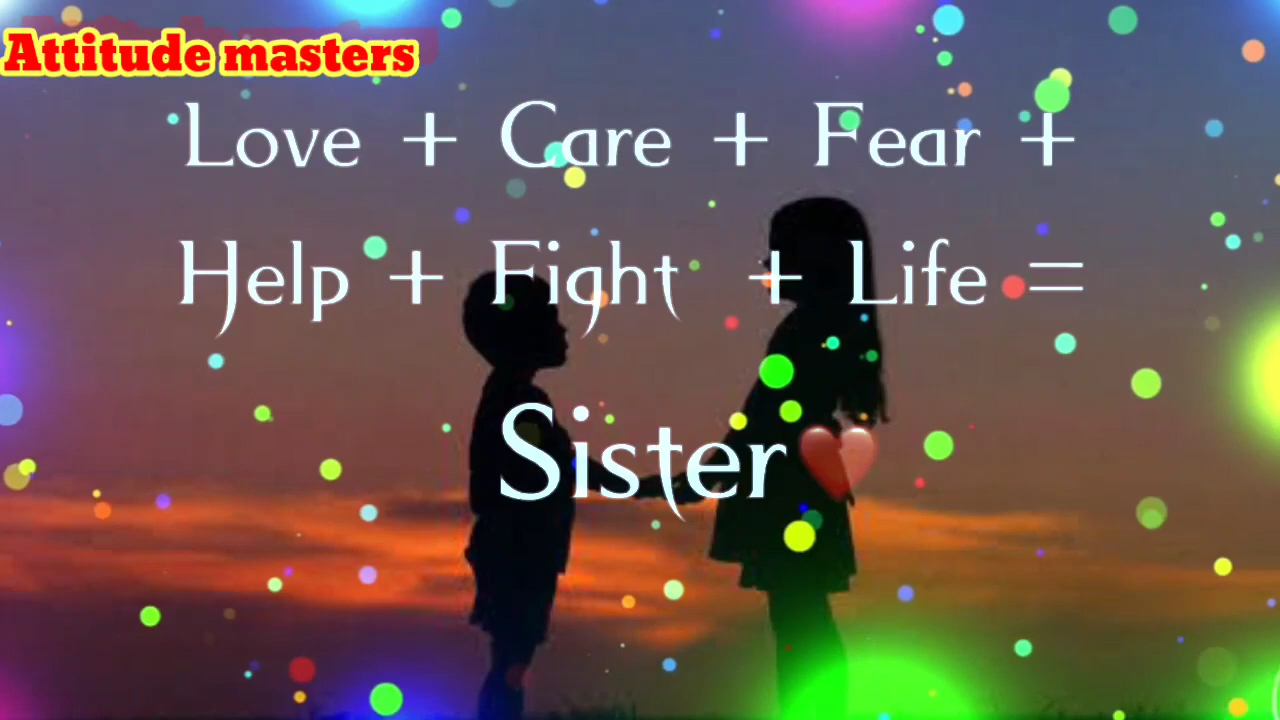 Attitude masters
Love + Care + Fear +
Help + Fight + Life =
Sister❤️